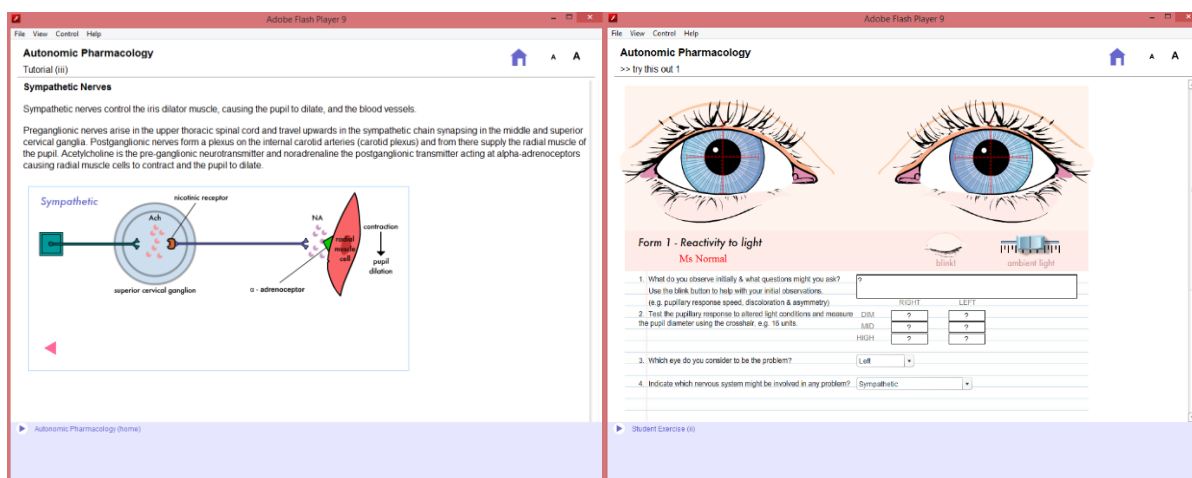 Adobe Flash Player 9
File View Control Help
Autonomic Pharmacology
A A
Tutorial (iii)
Sympathetic Nerves
Sympathetic nerves control the iris dilator muscle, causing the pupil to dilate, and the blood vessels.
Preganglionic nerves arise in the upper thoracic spinal cord and travel upwards in the sympathetic chain synapsing in the middle and superior
cervical ganglia. Postganglionic nerves form a plexus on the internal carotid arteries (carotid plexus) and from there supply the radial muscle of
the pupil. Acetylcholine is the pre-ganglionic neurotransmitter and noradrenaline the postganglionic transmitter acting at alpha-adrenoceptors
causing radial muscle cells to contract and the pupil to dilate.
Sympathetic
nicotinic receptor
Ach
NA
contraction
radial
muscle
cell
pupil
dilation
superior cervical ganglion
α - adrenoceptor
Autonomic Pharmacology (home)
Adobe Flash Player 9
File View Control Help
Autonomic Pharmacology
A A
>> try this out 1
Form 1 - Reactivity to light
Ms Normal
blink!
ambient light
1. What do you observe initially & what questions might you ask?
?
Use the blink button to help with your initial observations.
(e.g. pupillary response speed, discoloration & asymmetry)
RIGHT LEFT
2. Test the pupillary response to altered light conditions and measure
the pupil diameter using the crosshair, e.g. 15 units.
DIM ? ?
MID ? ?
HIGH ? ?
3. Which eye do you consider to be the problem? Left
4. Indicate which nervous system might be involved in any problem? Sympathetic
Student Exercise (ii)